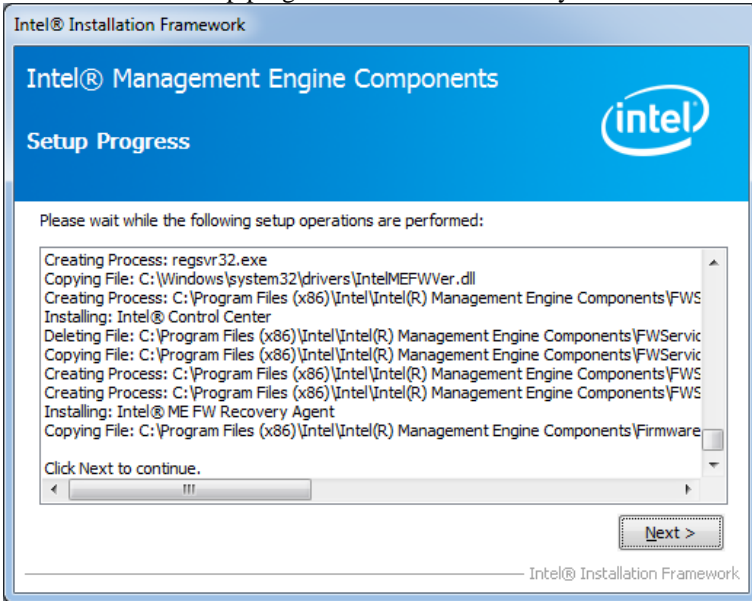 Intel® Installation Framework
Intel® Management Engine Components
intel
Setup Progress
Please wait while the following setup operations are performed:
Creating Process: regsvr32.exe
Copying File: C:\Windows\system32\drivers\IntelMEFWVer.dll
Creating Process: C:\Program Files (x86)\Intel\Intel(R) Management Engine Components\FWS
Installing: Intel® Control Center
Deleting File: C:\Program Files (x86)\Intel\Intel(R) Management Engine Components\FWServic
Copying File: C:\Program Files (x86)\Intel\Intel(R) Management Engine Components\FWServic
Creating Process: C:\Program Files (x86)\Intel\Intel(R) Management Engine Components\FWS
Creating Process: C:\Program Files (x86)\Intel\Intel(R) Management Engine Components\FWS
Installing: Intel® ME FW Recovery Agent
Copying File: C:\Program Files (x86)\Intel\Intel(R) Management Engine Components\Firmware
Click Next to continue.
Next >
Intel® Installation Framework